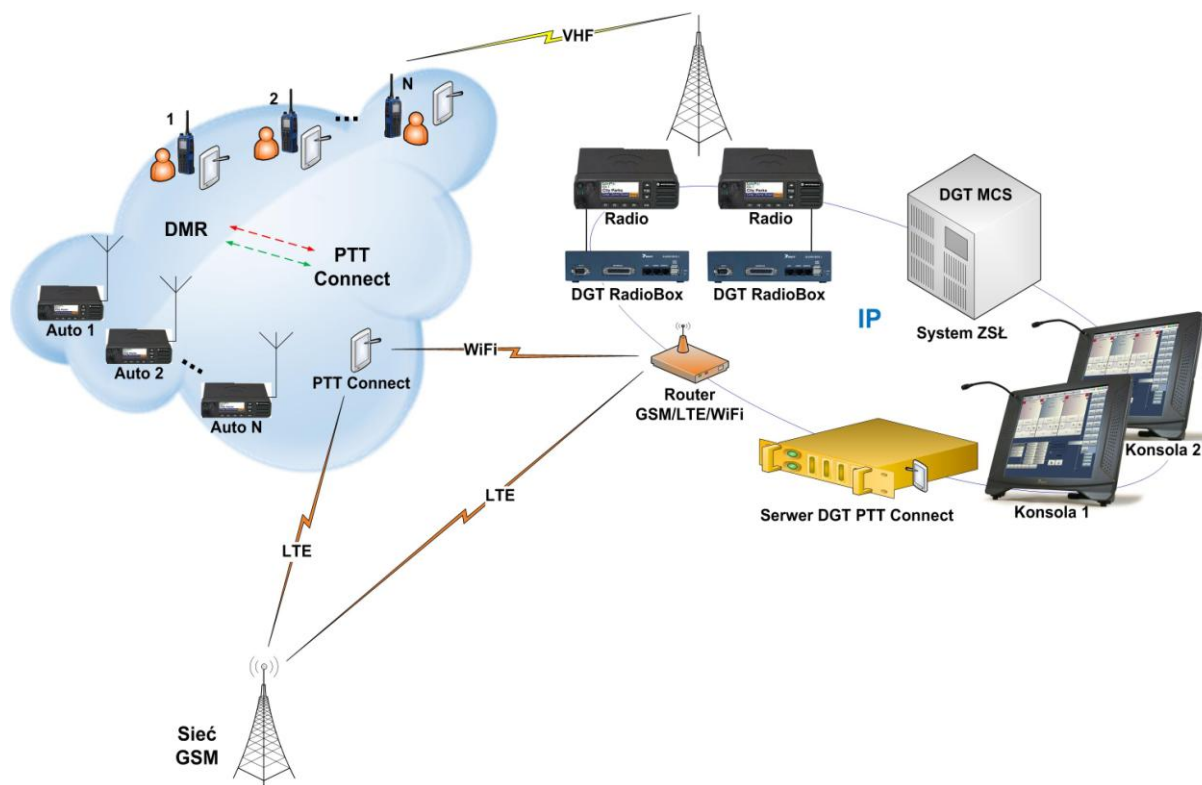 VHF
1
2
N
DMR
PTT
Connect
Auto 1
Auto 2
Auto N
PTT Connect
WiFi
LTE
LTE
Sieć
GSM
Radio
Radio
DGT RadioBox
DGT RadioBox
Router
GSM/LTE/WiFi
IP
DGT MCS
System ZSŁ
Serwer DGT PTT Connect
Konsola 1
Konsola 2